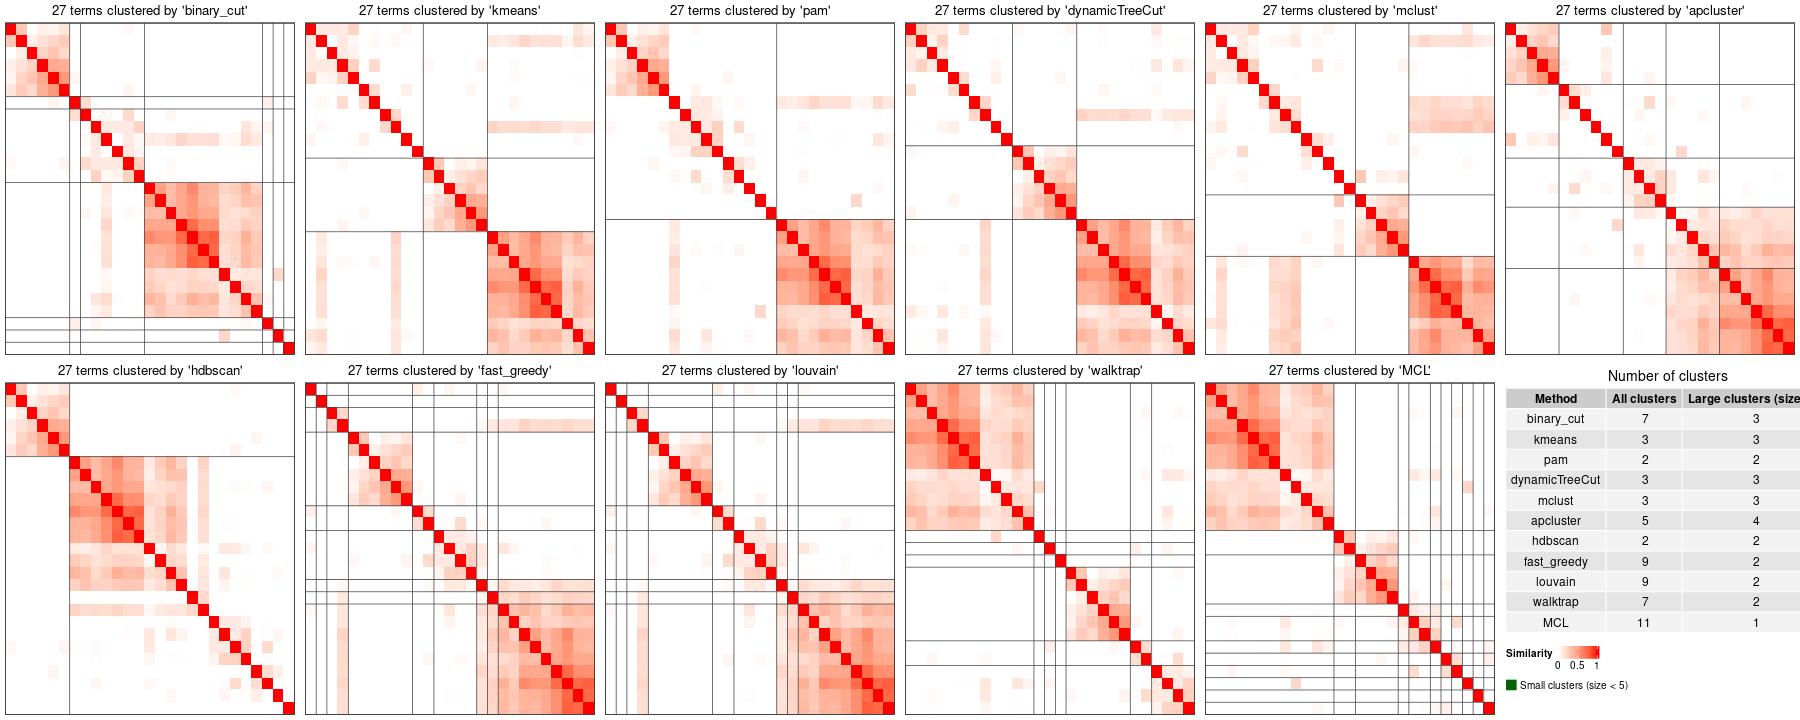 27 terms clustered by 'binary_cut'
27 terms clustered by 'kmeans'
27 terms clustered by 'pam'
27 terms clustered by 'dynamicTreeCut'
27 terms clustered by 'mclust'
27 terms clustered by 'apcluster'
27 terms clustered by 'hdbscan'
27 terms clustered by 'fast_greedy'
27 terms clustered by 'louvain'
27 terms clustered by 'walktrap'
27 terms clustered by 'MCL'
Number of clusters
Method All clusters Large clusters (size
binary_cut 7 3
kmeans 3 3
pam 2 2
dynamicTreeCut 3 3
mclust 3 3
apcluster 5 4
hdbscan 2 2
fast_greedy 9 2
louvain 9 2
walktrap 7 2
MCL 11 1
Similarity
0 0.5 1
Small clusters (size < 5)